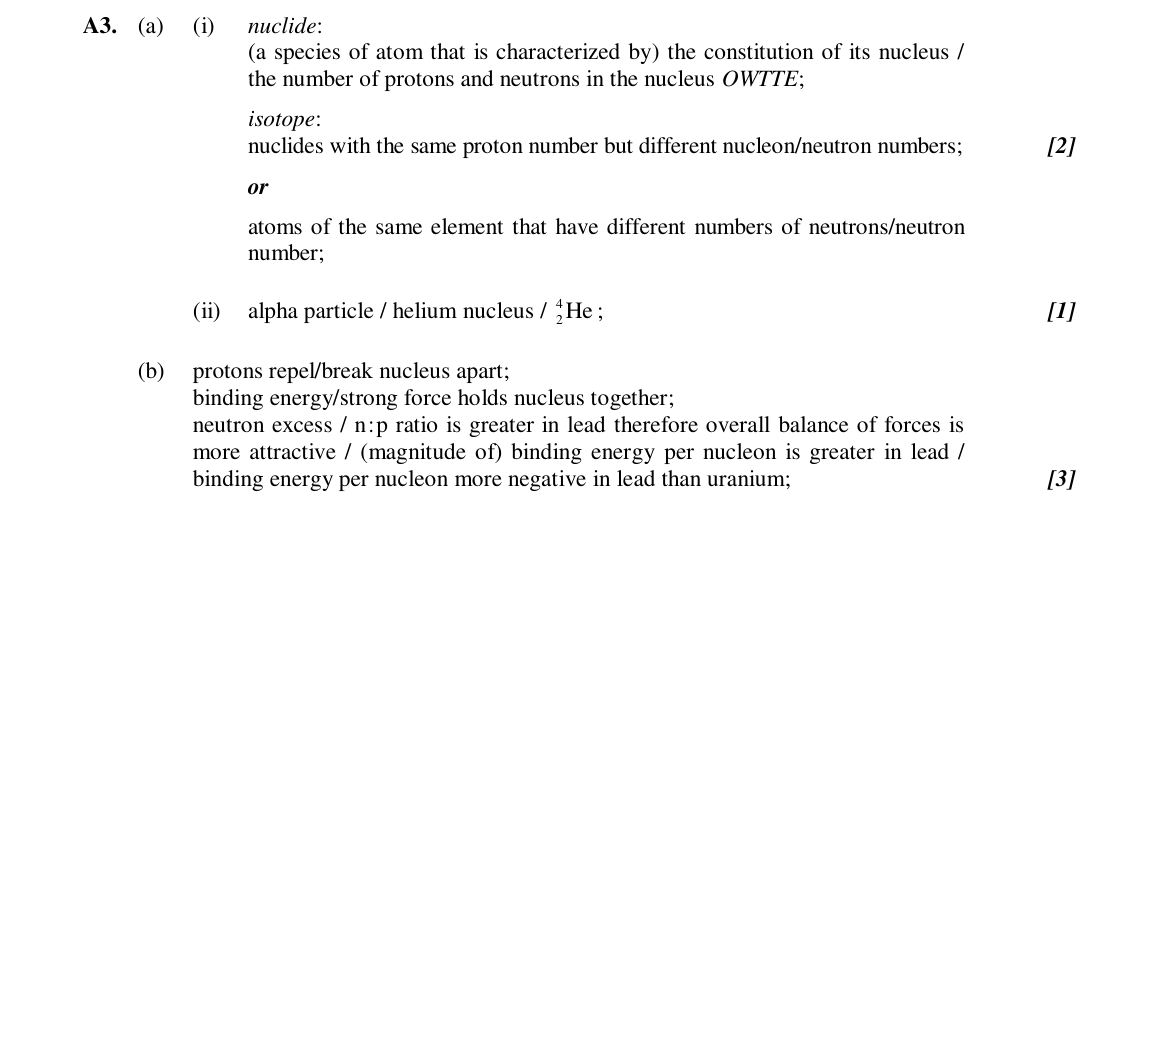 A3. (a) (i) nuclide:
(a species of atom that is characterized by) the constitution of its nucleus /
the number of protons and neutrons in the nucleus OWTTE;
isotope:
nuclides with the same proton number but different nucleon/neutron numbers; [2]
or
atoms of the same element that have different numbers of neutrons/neutron
number;
(ii) alpha particle / helium nucleus / ⁴₂He ; [1]
(b) protons repel/break nucleus apart;
binding energy/strong force holds nucleus together;
neutron excess / n:p ratio is greater in lead therefore overall balance of forces is
more attractive / (magnitude of) binding energy per nucleon is greater in lead /
binding energy per nucleon more negative in lead than uranium; [3]